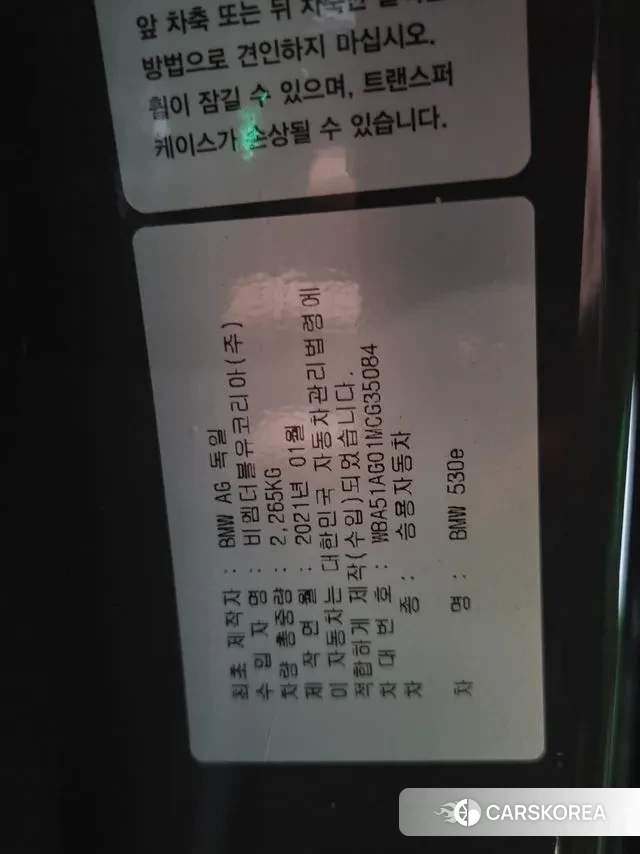 앞 차축 또는 뒤 차축만
방법으로 견인하지 마십시오.
휠이 잠길 수 있으며, 트랜스퍼
케이스가 손상될 수 있습니다.
최초 제작자 : BMW AG 독일
수 입 자 명 : 비엠더블유코리아(주)
차량 총중량 : 2,265KG
제 작 연 월 : 2021년 01월
이 자동차는 대한민국 자동차관리법령에
적합하게 제작(수입)되었습니다.
차 대 번 호 : WBA51AG01MCG35084
차 종 : 승용자동차
차 명 : BMW 530e
CARSKOREA